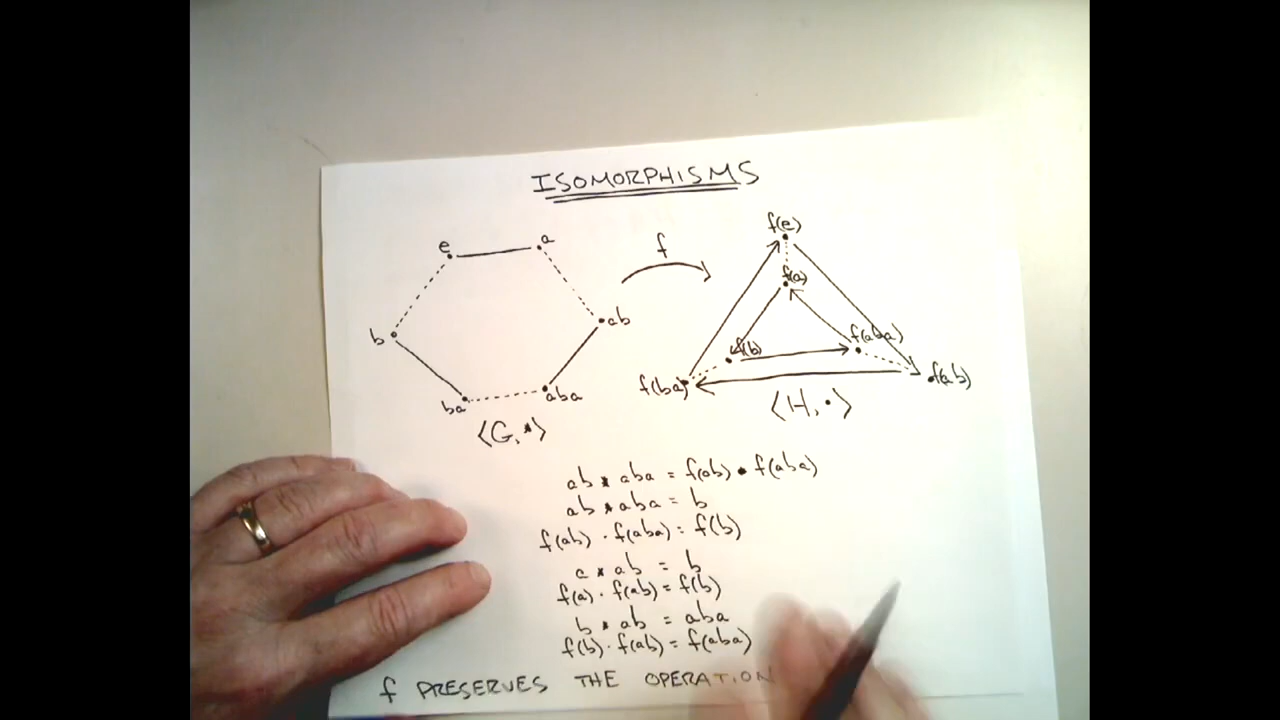 ISOMORPHISMS
f(e)
e a f
f(a)
b ab f(b) f(aba)
ba aba f(ba) f(ab)
⟨G, *⟩ ⟨H, •⟩
ab * aba = f(ab) • f(aba)
ab * aba = b
f(ab) · f(aba) = f(b)
a * ab = b
f(a) · f(ab) = f(b)
b * ab = aba
f(b) · f(ab) = f(aba)
f PRESERVES THE OPERATION